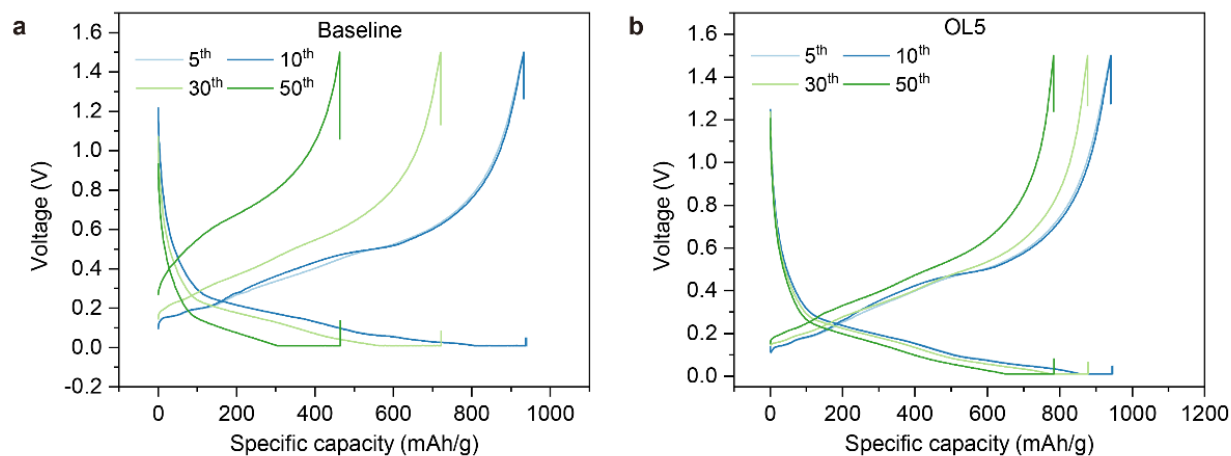 a
Baseline
5th 10th
30th 50th
1.6
1.4
1.2
1.0
0.8
0.6
0.4
0.2
0.0
-0.2
Voltage (V)
0 200 400 600 800 1000
Specific capacity (mAh/g)
b
OL5
5th 10th
30th 50th
1.6
1.4
1.2
1.0
0.8
0.6
0.4
0.2
0.0
Voltage (V)
0 200 400 600 800 1000 1200
Specific capacity (mAh/g)